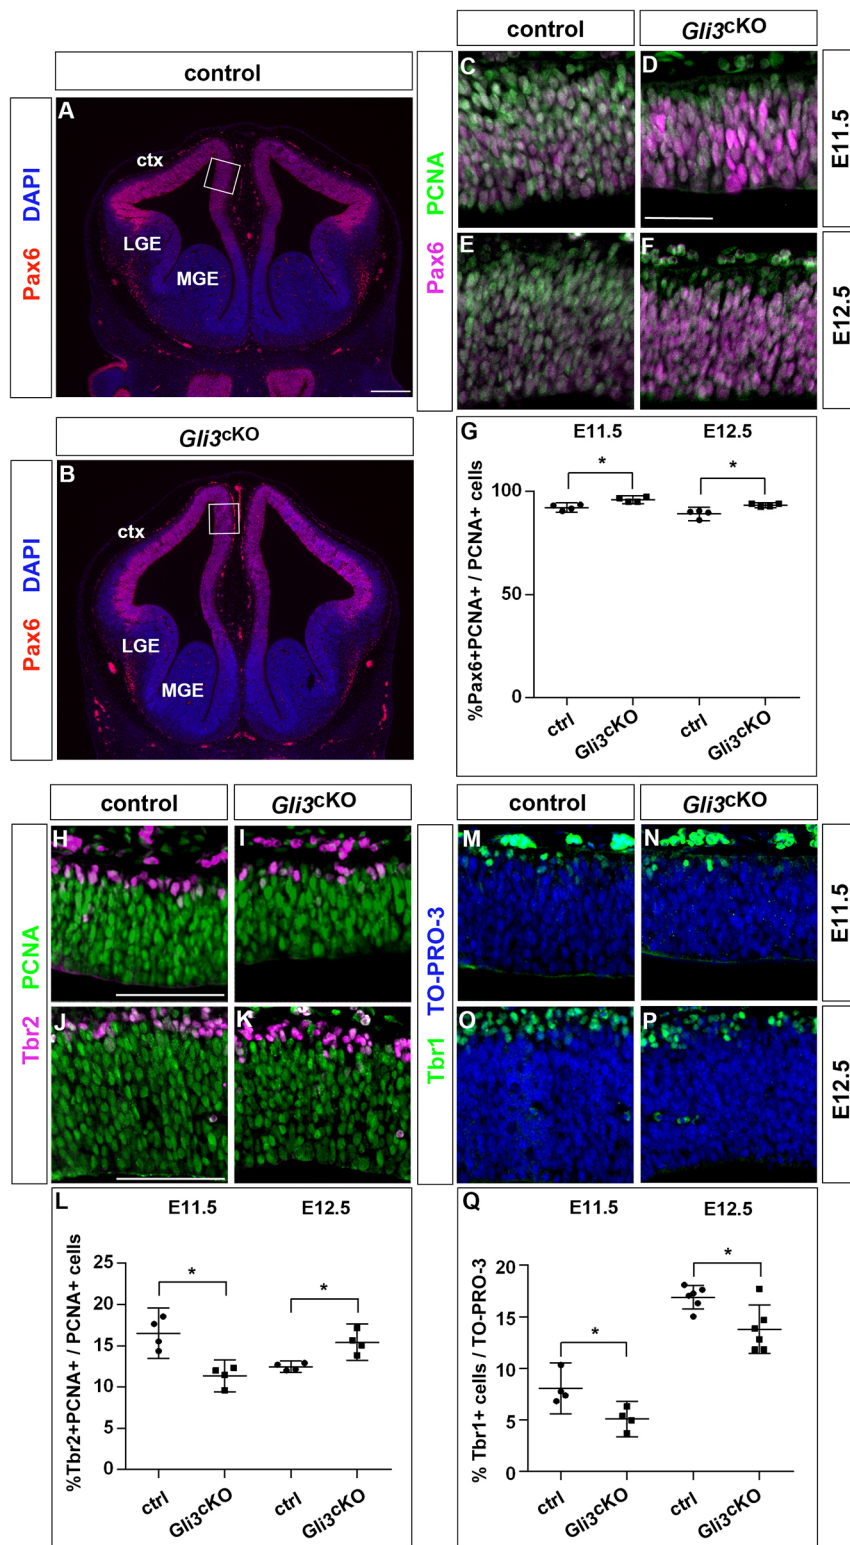 control
Pax6 DAPI
A
ctx
LGE
MGE
Gli3cKO
Pax6 DAPI
B
ctx
LGE
MGE
control
Gli3cKO
Pax6 PCNA
C
D
E11.5
E
F
E12.5
G
E11.5
E12.5
*
*
%Pax6+PCNA+ / PCNA+ cells
100
50
0
ctrl
Gli3cKO
ctrl
Gli3cKO
control
Gli3cKO
Tbr2 PCNA
H
I
J
K
control
Gli3cKO
Tbr1 TO-PRO-3
M
N
E11.5
O
P
E12.5
L
E11.5
E12.5
*
*
%Tbr2+PCNA+ / PCNA+ cells
25
20
15
10
5
0
ctrl
Gli3cKO
ctrl
Gli3cKO
Q
E11.5
E12.5
*
*
% Tbr1+ cells / TO-PRO-3
20
15
10
5
0
ctrl
Gli3cKO
ctrl
Gli3cKO